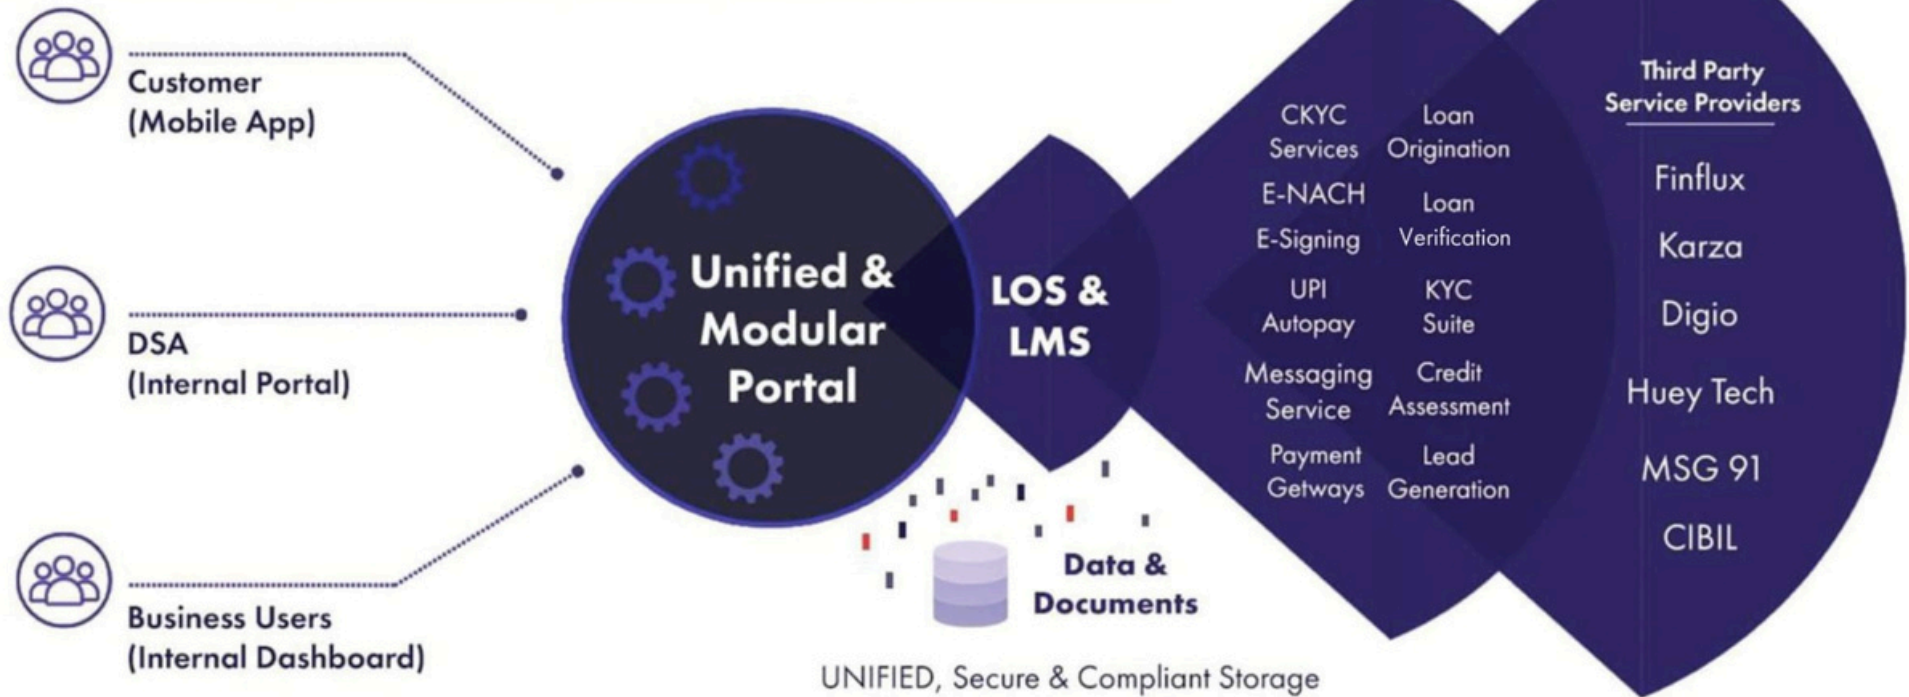 Customer
(Mobile App)
DSA
(Internal Portal)
Business Users
(Internal Dashboard)
Unified &
Modular
Portal
LOS &
LMS
Data &
Documents
UNIFIED, Secure & Compliant Storage
CKYC
Services
E-NACH
E-Signing
UPI
Autopay
Messaging
Service
Payment
Getways
Loan
Origination
Loan
Verification
KYC
Suite
Credit
Assessment
Lead
Generation
Third Party
Service Providers
Finflux
Karza
Digio
Huey Tech
MSG 91
CIBIL